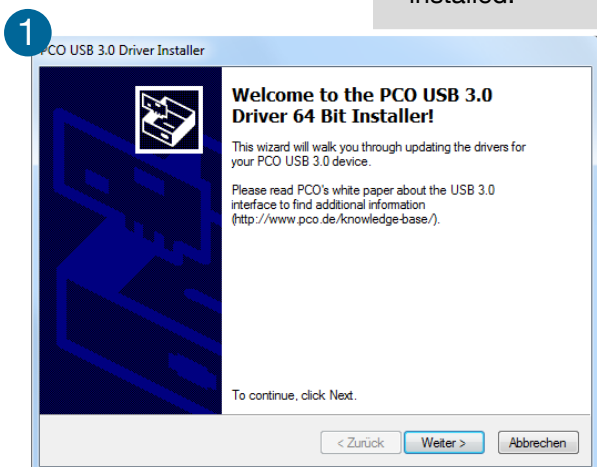 installed.
1
PCO USB 3.0 Driver Installer
Welcome to the PCO USB 3.0
Driver 64 Bit Installer!
This wizard will walk you through updating the drivers for
your PCO USB 3.0 device.
Please read PCO's white paper about the USB 3.0
interface to find additional information
(http://www.pco.de/knowledge-base/).
To continue, click Next.
< Zurück Weiter > Abbrechen